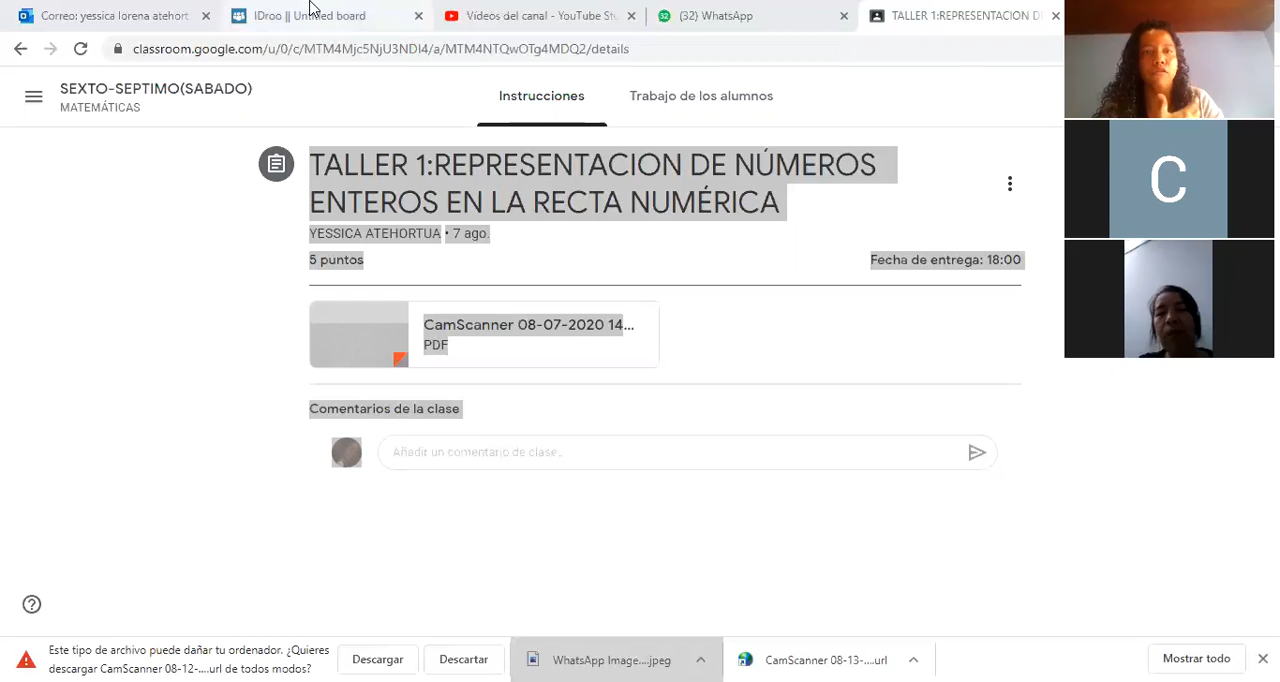 Correo: yessica lorena atehort
IDroo || Untitled board
Vídeos del canal - YouTube Stu
(32) WhatsApp
TALLER 1:REPRESENTACION DE
classroom.google.com/u/0/c/MTM4Mjc5NjU3NDI4/a/MTM4NTQwOTg4MDQ2/details
SEXTO-SEPTIMO(SABADO)
MATEMÁTICAS
Instrucciones
Trabajo de los alumnos
TALLER 1:REPRESENTACION DE NÚMEROS
ENTEROS EN LA RECTA NUMÉRICA
YESSICA ATEHORTUA • 7 ago.
5 puntos
Fecha de entrega: 18:00
CamScanner 08-07-2020 14...
PDF
Comentarios de la clase
Añadir un comentario de clase...
C
Este tipo de archivo puede dañar tu ordenador. ¿Quieres
descargar CamScanner 08-12-....url de todos modos?
Descargar
Descartar
WhatsApp Image....jpeg
CamScanner 08-13-....url
Mostrar todo